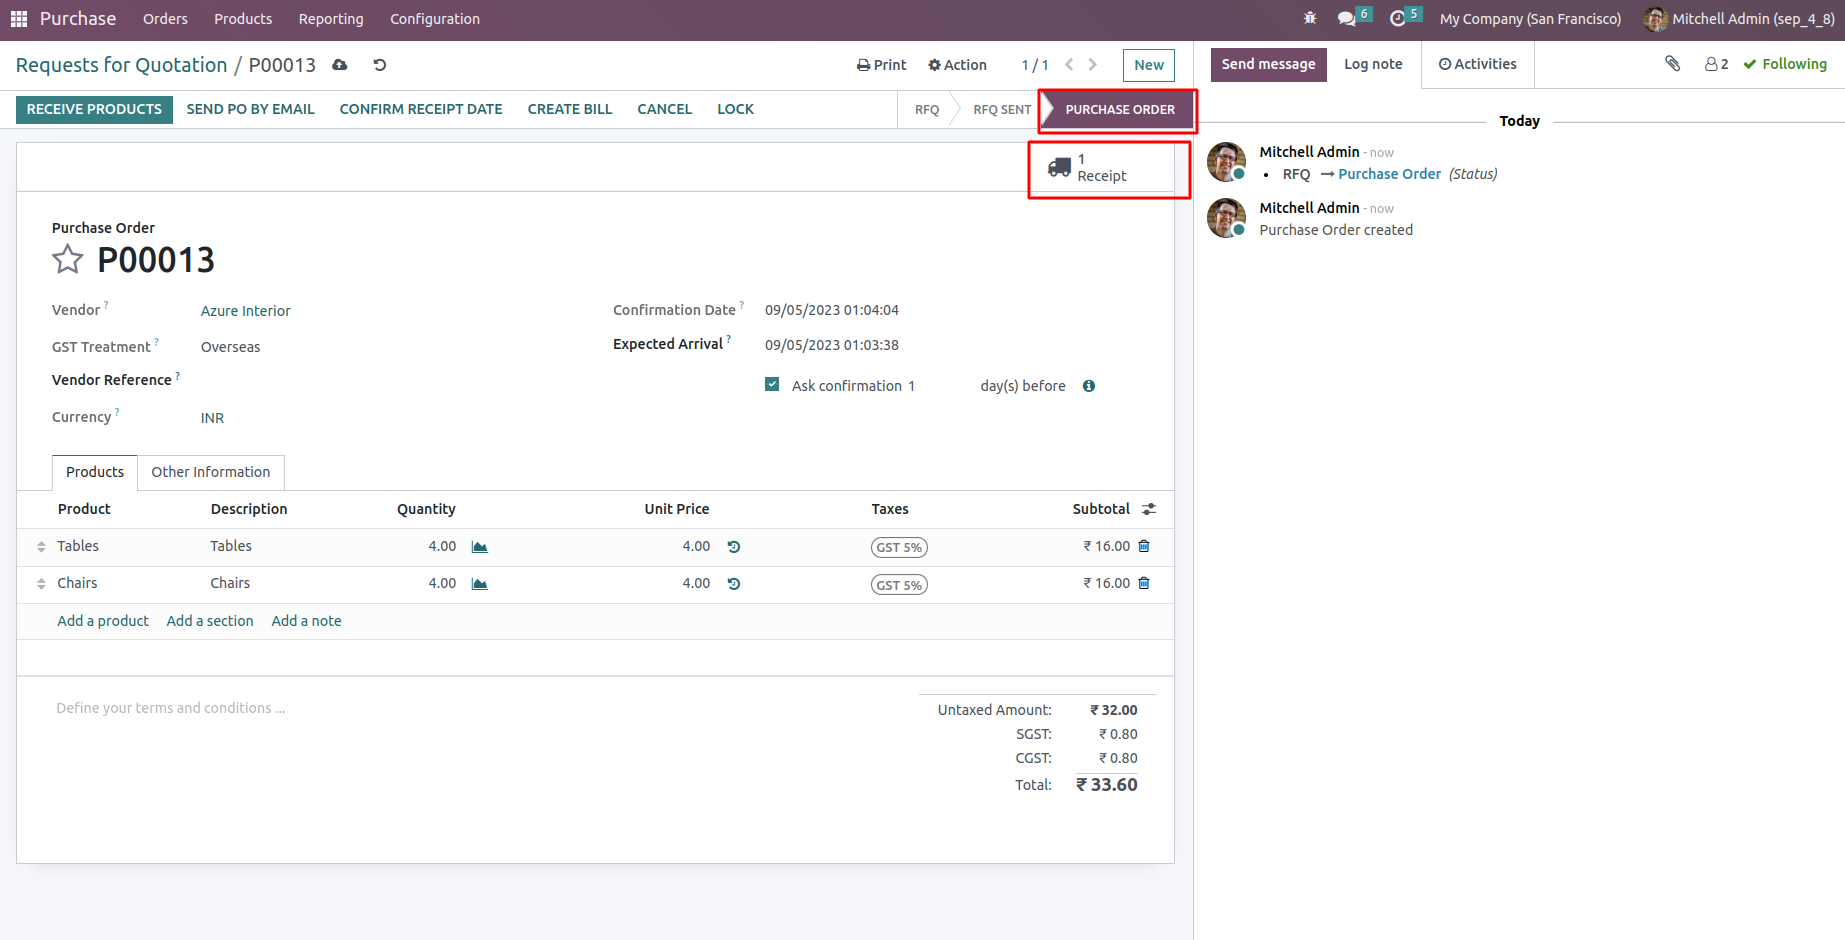 Purchase Orders Products Reporting Configuration 6 5 My Company (San Francisco) Mitchell Admin (sep_4_8)
Requests for Quotation / P00013 Print Action 1 / 1 New
RECEIVE PRODUCTS SEND PO BY EMAIL CONFIRM RECEIPT DATE CREATE BILL CANCEL LOCK RFQ RFQ SENT PURCHASE ORDER
1
Receipt
Purchase Order
P00013
Vendor ? Azure Interior Confirmation Date ? 09/05/2023 01:04:04
GST Treatment ? Overseas Expected Arrival ? 09/05/2023 01:03:38
Vendor Reference ? Ask confirmation 1 day(s) before
Currency ? INR
Products Other Information
Product Description Quantity Unit Price Taxes Subtotal
Tables Tables 4.00 4.00 GST 5% ₹ 16.00
Chairs Chairs 4.00 4.00 GST 5% ₹ 16.00
Add a product Add a section Add a note
Define your terms and conditions ...
Untaxed Amount: ₹ 32.00
SGST: ₹ 0.80
CGST: ₹ 0.80
Total: ₹ 33.60
Send message Log note Activities 2 Following
Today
Mitchell Admin - now
• RFQ → Purchase Order (Status)
Mitchell Admin - now
Purchase Order created